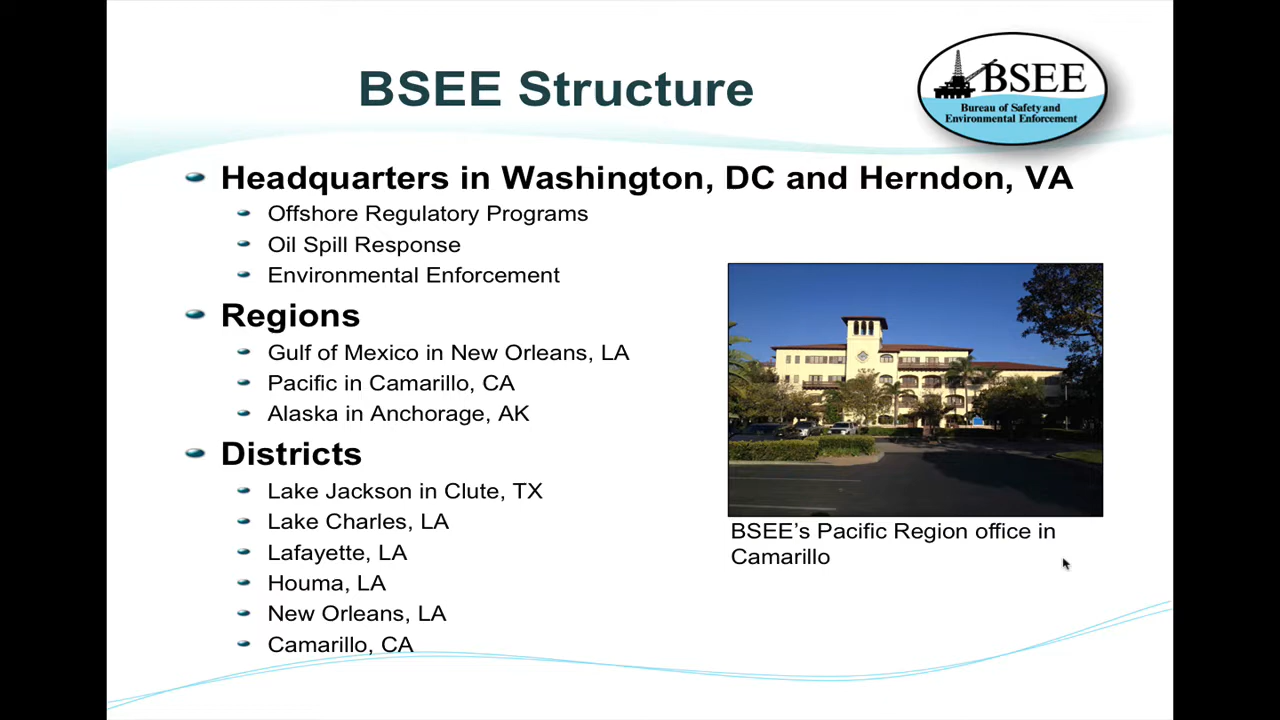 BSEE Structure
BSEE
Bureau of Safety and
Environmental Enforcement
Headquarters in Washington, DC and Herndon, VA
Offshore Regulatory Programs
Oil Spill Response
Environmental Enforcement
Regions
Gulf of Mexico in New Orleans, LA
Pacific in Camarillo, CA
Alaska in Anchorage, AK
Districts
Lake Jackson in Clute, TX
Lake Charles, LA
Lafayette, LA
Houma, LA
New Orleans, LA
Camarillo, CA
BSEE’s Pacific Region office in
Camarillo